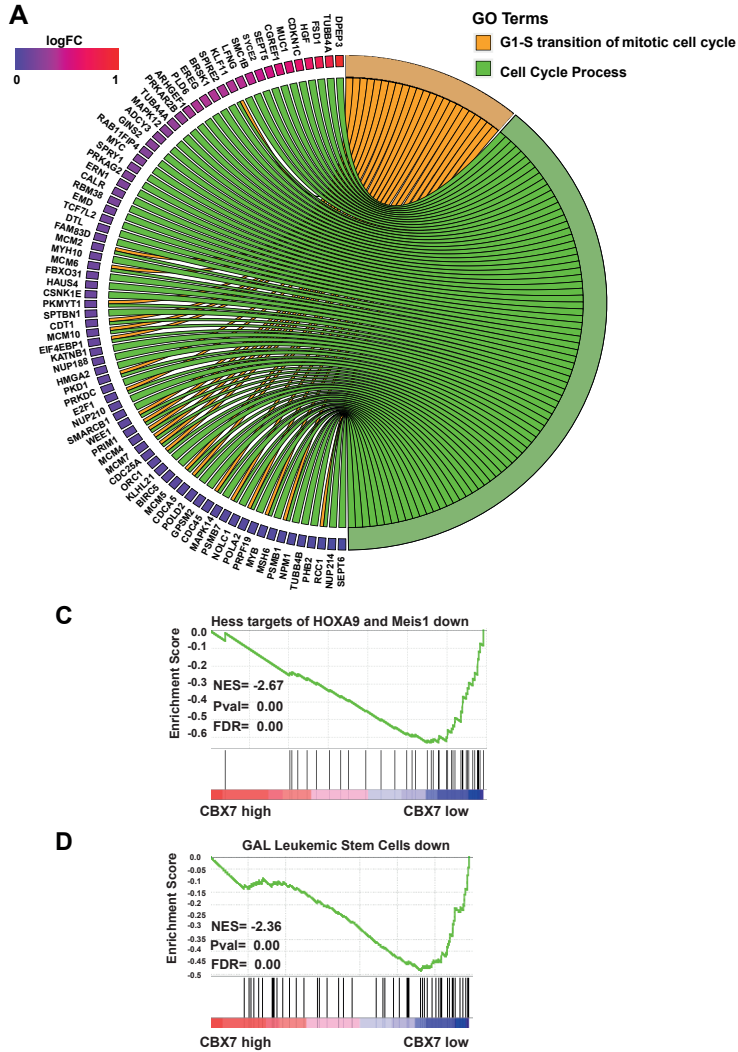 A
logFC
0
1
GO Terms
G1-S transition of mitotic cell cycle
Cell Cycle Process
DPEP3
TUBB4A
FSD1
HGF
CDKN1C
MUC1
CGREF1
SEPT5
SYCE2
SMC1B
LFNG
KLF11
SPIRE2
BRSK1
EREG
PLD6
ARHGEF1
PRKAR2B
TUBA4A
MAPK12
ADCY3
GINS2
RAB11FIP4
MYC
SPRY1
PRKAG2
ERN1
CALR
RBM38
EMD
TCF7L2
DTL
FAM83D
MCM2
MYH10
MCM6
FBXO31
HAUS4
CSNK1E
PKMYT1
SPTBN1
CDT1
MCM10
EIF4EBP1
KATNB1
NUP188
HMGA2
PKD1
PRKDC
E2F1
NUP210
SMARCB1
WEE1
PRIM1
MCM4
MCM7
CDC25A
ORC1
KLHL21
BIRC5
MCM5
CDCA5
POLD2
GPSM2
CDC45
MAPK14
PSMB7
NOLC1
POLA2
PRPF19
MYB
MSH6
PSMB1
NPM1
TUBB4B
PHB2
RCC1
NUP214
SEPT6
C
Hess targets of HOXA9 and Meis1 down
Enrichment Score
0.0
-0.1
-0.2
-0.3
-0.4
-0.5
-0.6
NES= -2.67
Pval= 0.00
FDR= 0.00
CBX7 high
CBX7 low
D
GAL Leukemic Stem Cells down
Enrichment Score
0.0
-0.05
-0.1
-0.15
-0.2
-0.25
-0.3
-0.35
-0.4
-0.45
-0.5
NES= -2.36
Pval= 0.00
FDR= 0.00
CBX7 high
CBX7 low